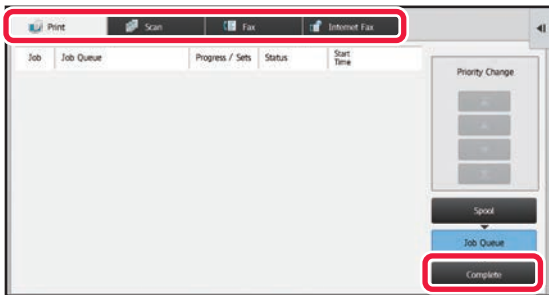 Print Scan Fax Internet Fax
Job Job Queue Progress / Sets Status Start
Time
Priority Change
Spool
Job Queue
Complete